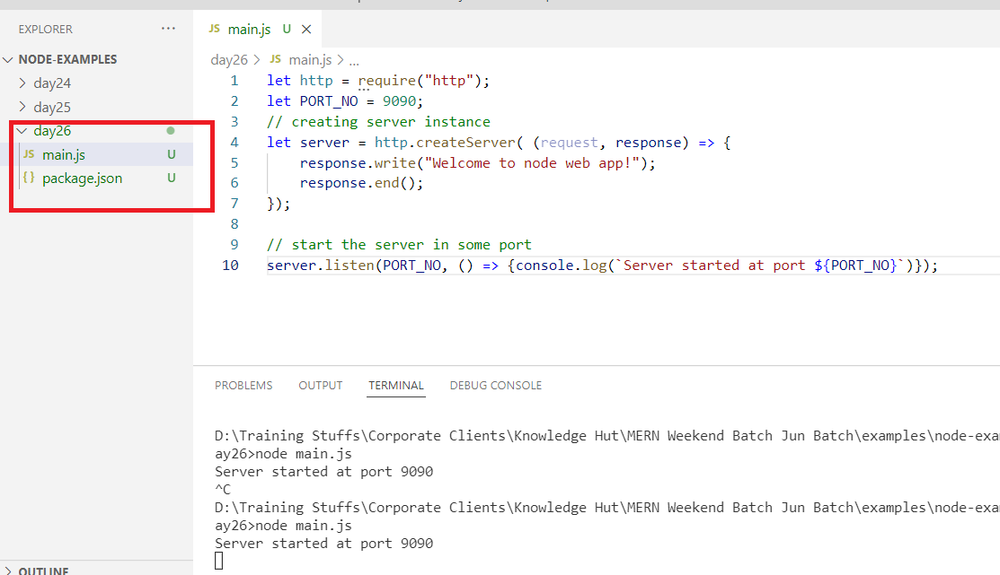 EXPLORER
···
JS main.js U
NODE-EXAMPLES
day24
day25
day26
JS main.js U
{} package.json U
OUTLINE
day26 > JS main.js > ...
1 let http = require("http");
2 let PORT_NO = 9090;
3 // creating server instance
4 let server = http.createServer( (request, response) => {
5     response.write("Welcome to node web app!");
6     response.end();
7 });
8
9 // start the server in some port
10 server.listen(PORT_NO, () => {console.log(`Server started at port ${PORT_NO}`)});
PROBLEMS OUTPUT TERMINAL DEBUG CONSOLE
D:\Training Stuffs\Corporate Clients\Knowledge Hut\MERN Weekend Batch Jun Batch\examples\node-exa
ay26>node main.js
Server started at port 9090
^C
D:\Training Stuffs\Corporate Clients\Knowledge Hut\MERN Weekend Batch Jun Batch\examples\node-exa
ay26>node main.js
Server started at port 9090